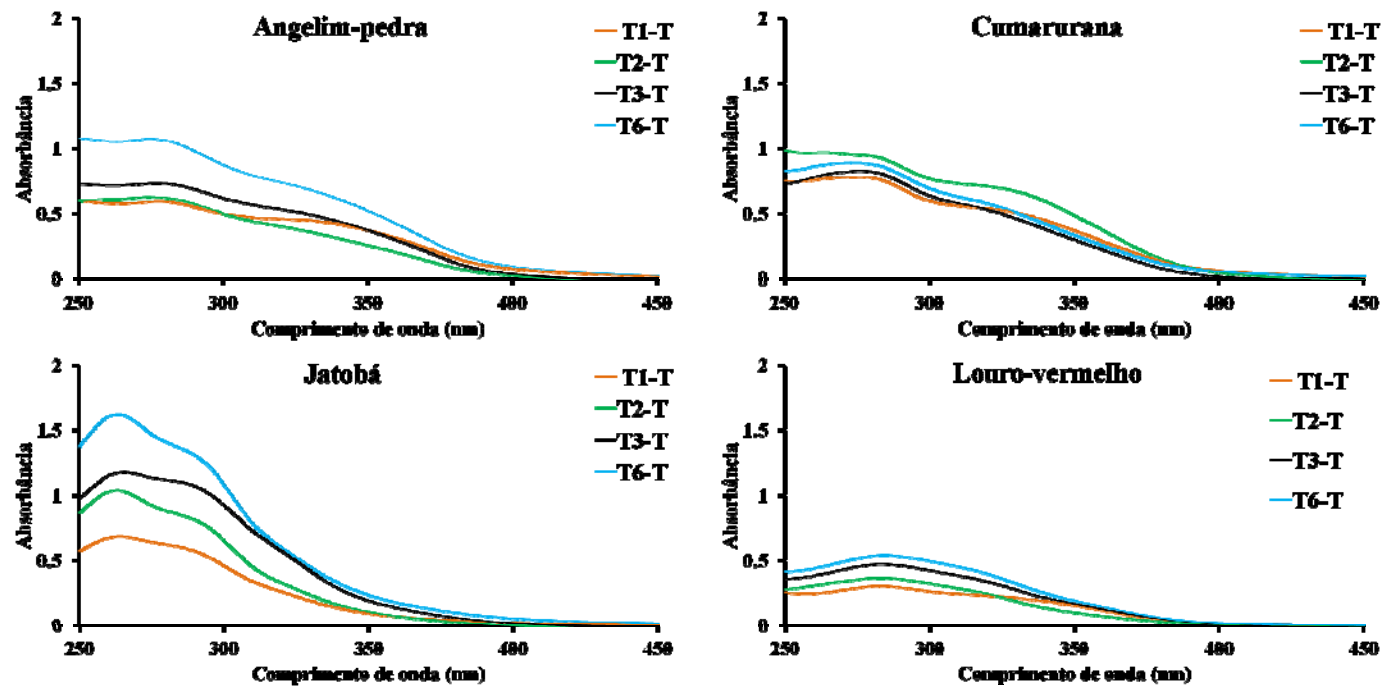 Angelim-pedra
Absorbância
2
1.5
1
0.5
0
250
300
350
400
450
Comprimento de onda (nm)
T1-T
T2-T
T3-T
T6-T
Cumarurana
Absorbância
2
1.5
1
0.5
0
250
300
350
400
450
Comprimento de onda (nm)
T1-T
T2-T
T3-T
T6-T
Jatobá
Absorbância
2
1.5
1
0.5
0
250
300
350
400
450
Comprimento de onda (nm)
T1-T
T2-T
T3-T
T6-T
Louro-vermelho
Absorbância
2
1.5
1
0.5
0
250
300
350
400
450
Comprimento de onda (nm)
T1-T
T2-T
T3-T
T6-T